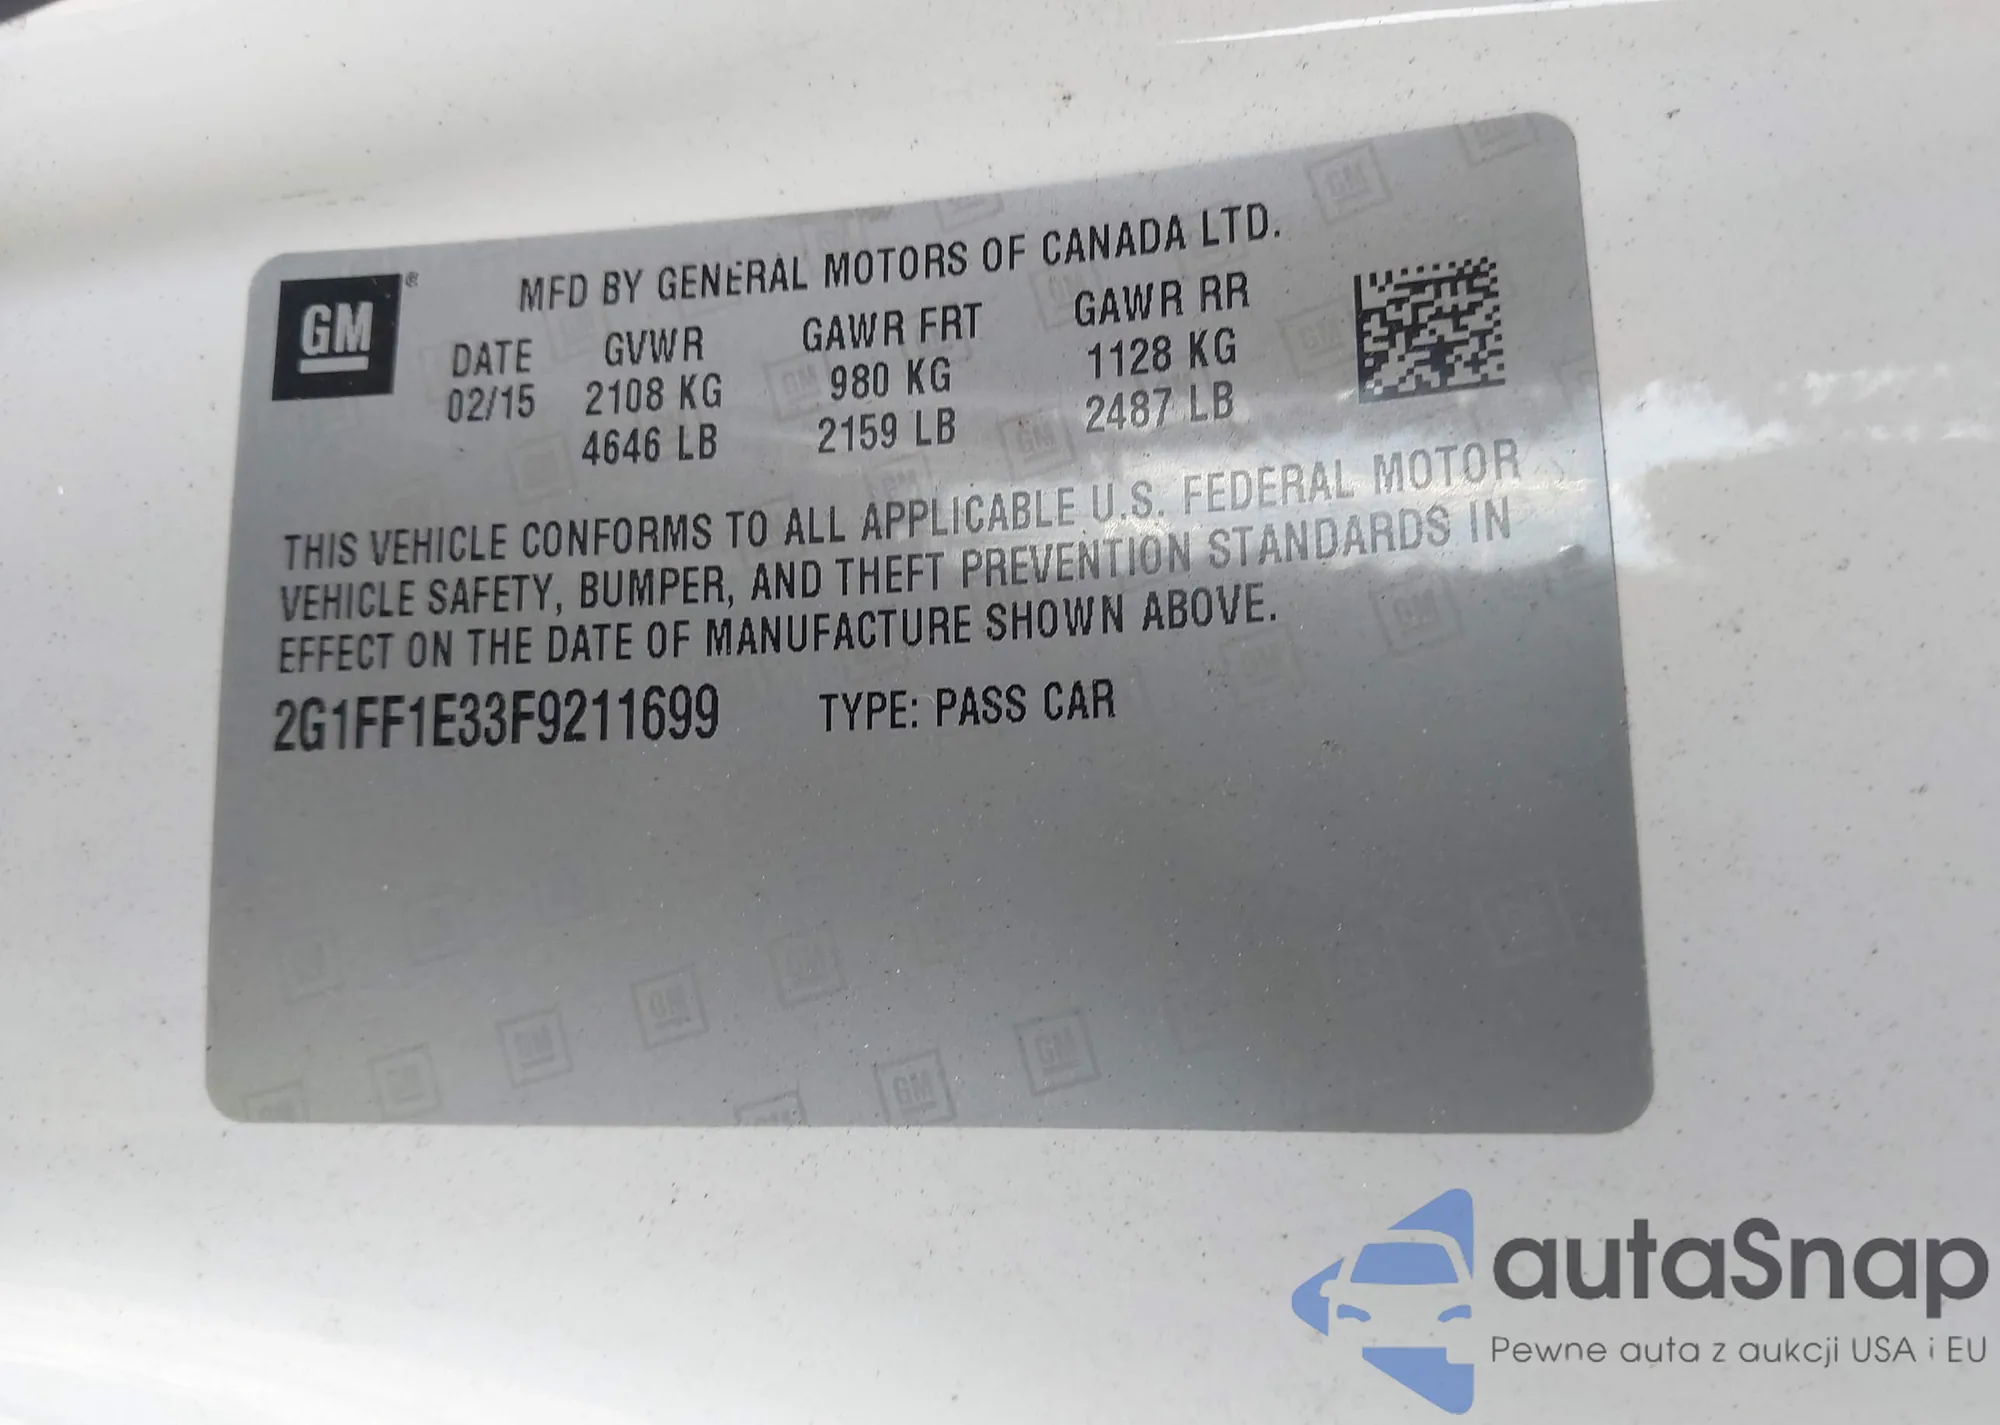 GM ®
MFD BY GENERAL MOTORS OF CANADA LTD.
DATE GVWR GAWR FRT GAWR RR
02/15 2108 KG 980 KG 1128 KG
4646 LB 2159 LB 2487 LB
THIS VEHICLE CONFORMS TO ALL APPLICABLE U.S. FEDERAL MOTOR
VEHICLE SAFETY, BUMPER, AND THEFT PREVENTION STANDARDS IN
EFFECT ON THE DATE OF MANUFACTURE SHOWN ABOVE.
2G1FF1E33F9211699 TYPE: PASS CAR
autaSnap
Pewne auta z aukcji USA i EU